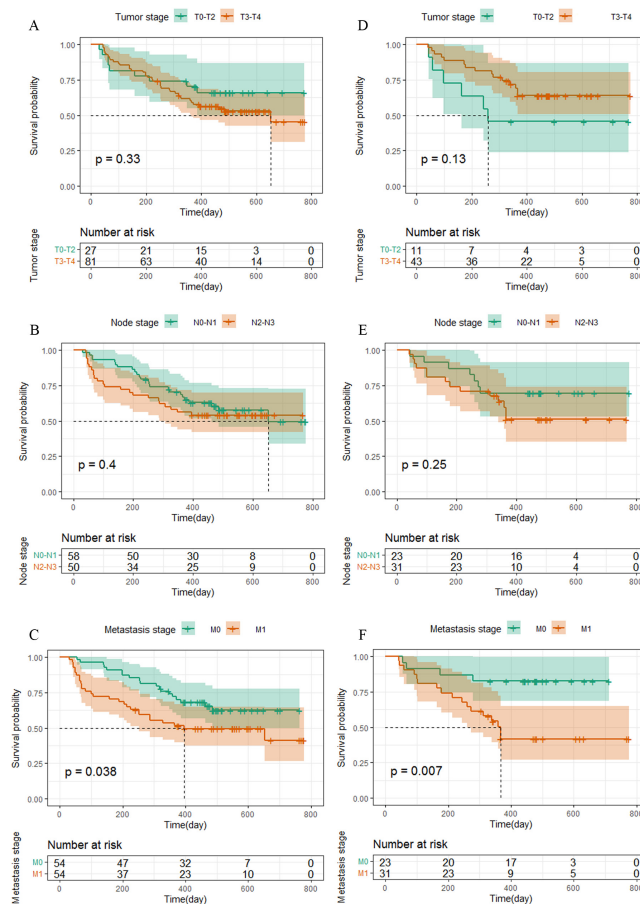 A
Tumor stage T0-T2 T3-T4
Survival probability
1.00
0.75
0.50
0.25
0.00
p = 0.33
0 200 400 600 800
Time(day)
Number at risk
Tumor stage
T0-T2 27 21 15 3 0
T3-T4 81 63 40 14 0
0 200 400 600 800
Time(day)
D
Tumor stage T0-T2 T3-T4
Survival probability
1.00
0.75
0.50
0.25
0.00
p = 0.13
0 200 400 600 800
Time(day)
Number at risk
Tumor stage
T0-T2 11 7 4 3 0
T3-T4 43 36 22 5 0
0 200 400 600 800
Time(day)
B
Node stage N0-N1 N2-N3
Survival probability
1.00
0.75
0.50
0.25
0.00
p = 0.4
0 200 400 600 800
Time(day)
Number at risk
Node stage
N0-N1 58 50 30 8 0
N2-N3 50 34 25 9 0
0 200 400 600 800
Time(day)
E
Node stage N0-N1 N2-N3
Survival probability
1.00
0.75
0.50
0.25
0.00
p = 0.25
0 200 400 600 800
Time(day)
Number at risk
Node stage
N0-N1 23 20 16 4 0
N2-N3 31 23 10 4 0
0 200 400 600 800
Time(day)
C
Metastasis stage M0 M1
Survival probability
1.00
0.75
0.50
0.25
0.00
p = 0.038
0 200 400 600 800
Time(day)
Number at risk
Metastasis stage
M0 54 47 32 7 0
M1 54 37 23 10 0
0 200 400 600 800
Time(day)
F
Metastasis stage M0 M1
Survival probability
1.00
0.75
0.50
0.25
0.00
p = 0.007
0 200 400 600 800
Time(day)
Number at risk
Metastasis stage
M0 23 20 17 3 0
M1 31 23 9 5 0
0 200 400 600 800
Time(day)